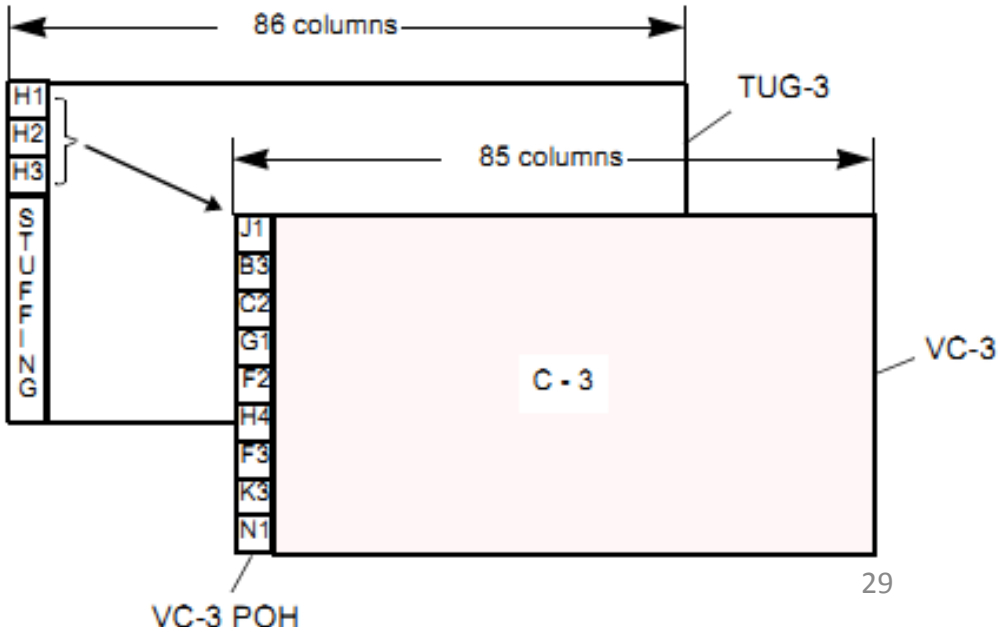 86 columns
TUG-3
H1
H2
H3
STUFFING
85 columns
J1
B3
C2
G1
F2
H4
F3
K3
N1
C - 3
VC-3
29
VC-3 POH